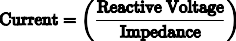 Current = (Reactive Voltage / Impedance)